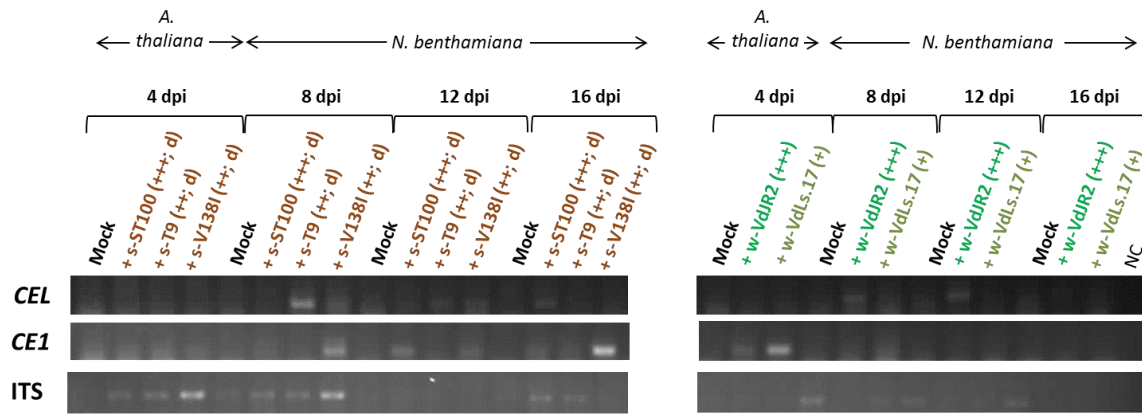 A. thaliana
N. benthamiana
A. thaliana
N. benthamiana
4 dpi
8 dpi
12 dpi
16 dpi
4 dpi
8 dpi
12 dpi
16 dpi
Mock
+ s-ST100 (+++; d)
+ s-T9 (++; d)
+ s-V138I (++; d)
Mock
+ s-ST100 (+++; d)
+ s-T9 (++; d)
+ s-V138I (++; d)
Mock
+ s-ST100 (+++; d)
+ s-T9 (++; d)
+ s-V138I (++; d)
Mock
+ s-ST100 (+++; d)
+ s-T9 (++; d)
+ s-V138I (++; d)
Mock
+ w-VdJR2 (+++)
+ w-VdLs.17 (+)
Mock
+ w-VdJR2 (+++)
+ w-VdLs.17 (+)
Mock
+ w-VdJR2 (+++)
+ w-VdLs.17 (+)
Mock
+ w-VdJR2 (+++)
+ w-VdLs.17 (+)
NC
CEL
CE1
ITS